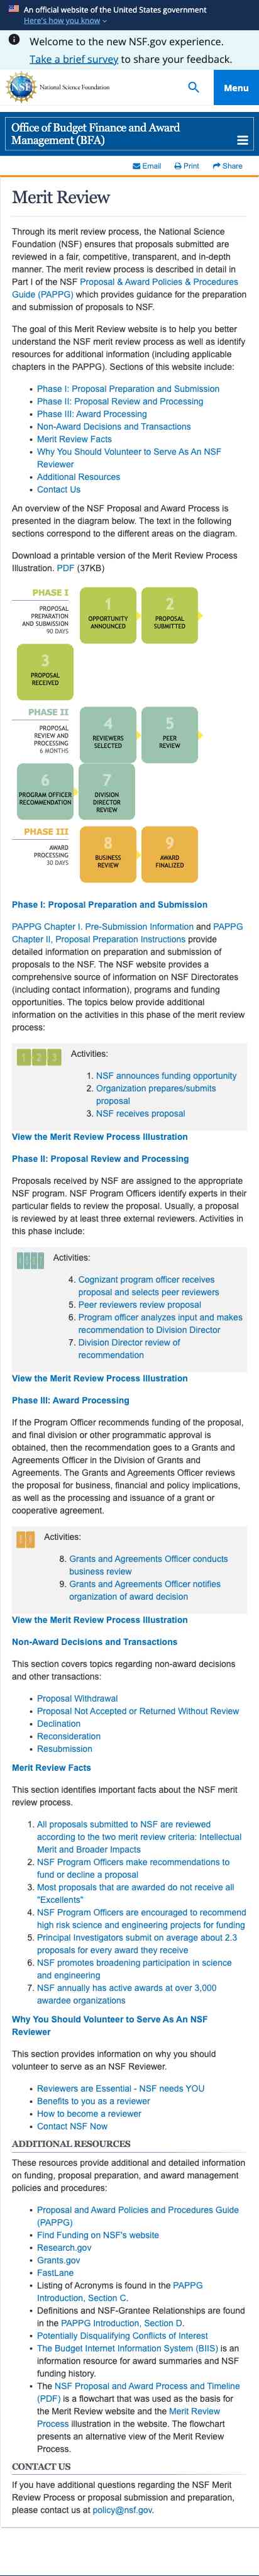 An official website of the United States government
Here's how you know
Welcome to the new NSF.gov experience.
Take a brief survey to share your feedback.
NSF
National Science Foundation
Menu
Office of Budget Finance and Award
Management (BFA)
Email Print Share
Merit Review
Through its merit review process, the National Science
Foundation (NSF) ensures that proposals submitted are
reviewed in a fair, competitive, transparent, and in-depth
manner. The merit review process is described in detail in
Part I of the NSF Proposal & Award Policies & Procedures
Guide (PAPPG) which provides guidance for the preparation
and submission of proposals to NSF.
The goal of this Merit Review website is to help you better
understand the NSF merit review process as well as identify
resources for additional information (including applicable
chapters in the PAPPG). Sections of this website include:
• Phase I: Proposal Preparation and Submission
• Phase II: Proposal Review and Processing
• Phase III: Award Processing
• Non-Award Decisions and Transactions
• Merit Review Facts
• Why You Should Volunteer to Serve As An NSF
Reviewer
• Additional Resources
• Contact Us
An overview of the NSF Proposal and Award Process is
presented in the diagram below. The text in the following
sections correspond to the different areas on the diagram.
Download a printable version of the Merit Review Process
Illustration. PDF (37KB)
PHASE I
PROPOSAL
PREPARATION
AND SUBMISSION
90 DAYS
1
OPPORTUNITY
ANNOUNCED
2
PROPOSAL
SUBMITTED
3
PROPOSAL
RECEIVED
PHASE II
PROPOSAL
REVIEW AND
PROCESSING
6 MONTHS
4
REVIEWERS
SELECTED
5
PEER
REVIEW
6
PROGRAM OFFICER
RECOMMENDATION
7
DIVISION
DIRECTOR
REVIEW
PHASE III
AWARD
PROCESSING
30 DAYS
8
BUSINESS
REVIEW
9
AWARD
FINALIZED
Phase I: Proposal Preparation and Submission
PAPPG Chapter I. Pre-Submission Information and PAPPG
Chapter II, Proposal Preparation Instructions provide
detailed information on preparation and submission of
proposals to the NSF. The NSF website provides a
comprehensive source of information on NSF Directorates
(including contact information), programs and funding
opportunities. The topics below provide additional
information on the activities in this phase of the merit review
process:
1 2 3
Activities:
1. NSF announces funding opportunity
2. Organization prepares/submits
proposal
3. NSF receives proposal
View the Merit Review Process Illustration
Phase II: Proposal Review and Processing
Proposals received by NSF are assigned to the appropriate
NSF program. NSF Program Officers identify experts in their
particular fields to review the proposal. Usually, a proposal
is reviewed by at least three external reviewers. Activities in
this phase include:
Activities:
4. Cognizant program officer receives
proposal and selects peer reviewers
5. Peer reviewers review proposal
6. Program officer analyzes input and makes
recommendation to Division Director
7. Division Director review of
recommendation
View the Merit Review Process Illustration
Phase III: Award Processing
If the Program Officer recommends funding of the proposal,
and final division or other programmatic approval is
obtained, then the recommendation goes to a Grants and
Agreements Officer in the Division of Grants and
Agreements. The Grants and Agreements Officer reviews
the proposal for business, financial and policy implications,
as well as the processing and issuance of a grant or
cooperative agreement.
Activities:
8. Grants and Agreements Officer conducts
business review
9. Grants and Agreements Officer notifies
organization of award decision
View the Merit Review Process Illustration
Non-Award Decisions and Transactions
This section covers topics regarding non-award decisions
and other transactions:
• Proposal Withdrawal
• Proposal Not Accepted or Returned Without Review
• Declination
• Reconsideration
• Resubmission
Merit Review Facts
This section identifies important facts about the NSF merit
review process.
1. All proposals submitted to NSF are reviewed
according to the two merit review criteria: Intellectual
Merit and Broader Impacts
2. NSF Program Officers make recommendations to
fund or decline a proposal
3. Most proposals that are awarded do not receive all
"Excellents"
4. NSF Program Officers are encouraged to recommend
high risk science and engineering projects for funding
5. Principal Investigators submit on average about 2.3
proposals for every award they receive
6. NSF promotes broadening participation in science
and engineering
7. NSF annually has active awards at over 3,000
awardee organizations
Why You Should Volunteer to Serve As An NSF
Reviewer
This section provides information on why you should
volunteer to serve as an NSF Reviewer.
• Reviewers are Essential - NSF needs YOU
• Benefits to you as a reviewer
• How to become a reviewer
• Contact NSF Now
ADDITIONAL RESOURCES
These resources provide additional and detailed information
on funding, proposal preparation, and award management
policies and procedures:
• Proposal and Award Policies and Procedures Guide
(PAPPG)
• Find Funding on NSF's website
• Research.gov
• Grants.gov
• FastLane
• Listing of Acronyms is found in the PAPPG
Introduction, Section C.
• Definitions and NSF-Grantee Relationships are found
in the PAPPG Introduction, Section D.
• Potentially Disqualifying Conflicts of Interest
• The Budget Internet Information System (BIIS) is an
information resource for award summaries and NSF
funding history.
• The NSF Proposal and Award Process and Timeline
(PDF) is a flowchart that was used as the basis for
the Merit Review website and the Merit Review
Process illustration in the website. The flowchart
presents an alternative view of the Merit Review
Process.
CONTACT US
If you have additional questions regarding the NSF Merit
Review Process or proposal submission and preparation,
please contact us at policy@nsf.gov.